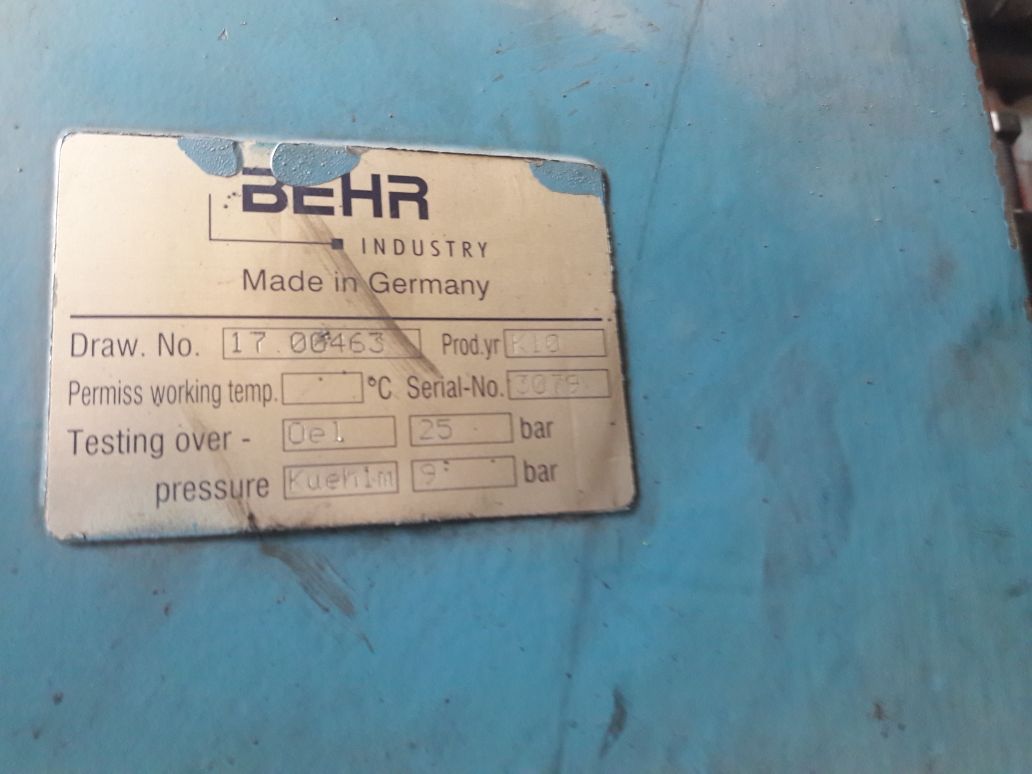 BEHR
INDUSTRY
Made in Germany
Draw. No. 17 00463 Prod.yr K10
Permiss working temp. °C Serial-No. 3079
Testing over - Oel 25 bar
pressure Kuehlm 9 bar